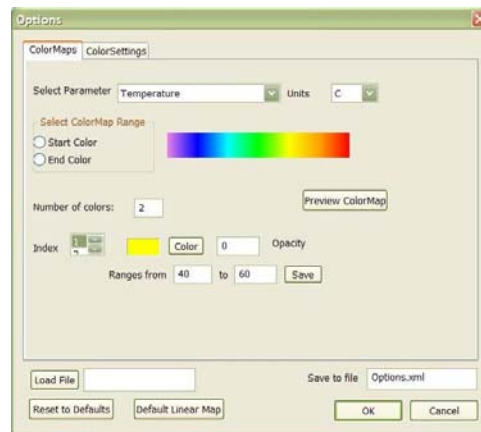 Options
ColorMaps ColorSettings
Select Parameter Temperature Units C
Select ColorMap Range
Start Color
End Color
Number of colors: 2
Preview ColorMap
Index 1 Color 0 Opacity
Ranges from 40 to 60 Save
Load File Save to file Options.xml
Reset to Defaults Default Linear Map OK Cancel